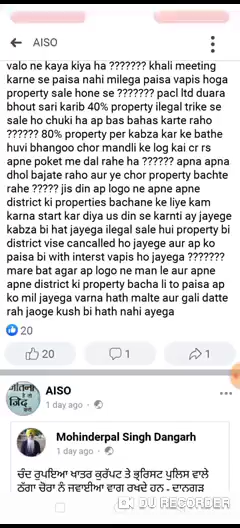 AISO
valo ne kaya kiya ha ??????? khali meeting
karne se paisa nahi milega paisa vapis hoga
property sale hone se ??????? pacl ltd duara
bhout sari karib 40% property ilegal trike se
sale ho chuki ha ap bas bahas karte raho
?????? 80% property per kabza kar ke bathe
huvi bhangoo chor mandli ke log kai cr rs
apne poket me dal rahe ha ?????? apna apna
dhol bajate raho aur ye chor property bachte
rahe ????? jis din ap logo ne apne apne
district ki properties bachane ke liye kam
karna start kar diya us din se karnti ay jayege
kabza bi hat jayega ilegal sale hui property bi
district vise cancalled ho jayege aur ap ko
paisa bi with interst vapis ho jayega ???????
mare bat agar ap logo ne man le aur apne
apne district ki property bacha li to paisa ap
ko mil jayega varna hath malte aur gali datte
rah jaoge kush bi hath nahi ayega
20
20 1 1
AISO
1 day ago
Mohinderpal Singh Dangarh
1 day ago
ਚੰਦ ਰੁਪਇਆ ਖਾਤਰ ਕੁਰੱਪਟ ਤੇ ਭ੍ਰਿਸਟ ਪੁਲਿਸ ਵਾਲੇ
ਠੱਗਾ ਚੋਰਾ ਨੂੰ ਜਵਾਈਆ ਵਾਗ ਰਖਦੇ ਹਨ - ਦਾਨਗੜ
DU RECORDER